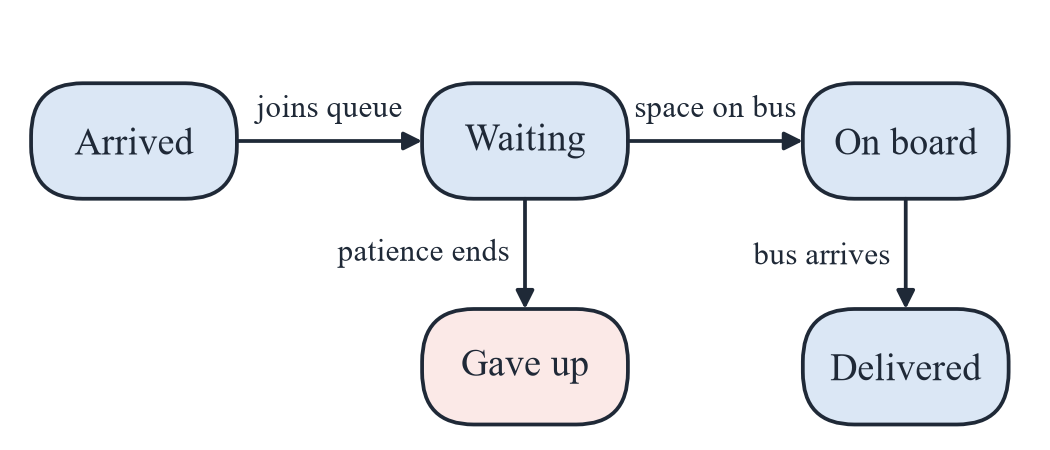 joins queue
space on bus
Arrived
Waiting
On board
patience ends
bus arrives
Gave up
Delivered